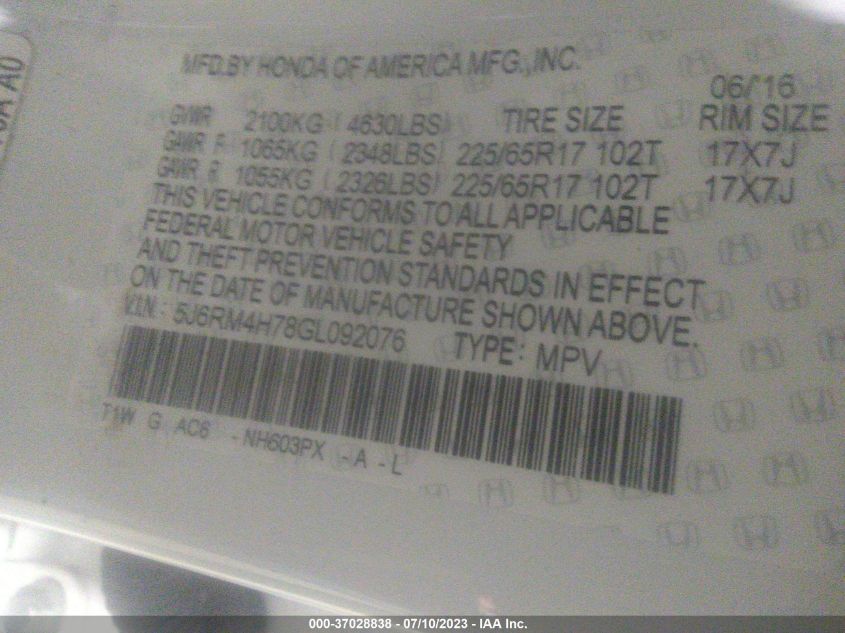 MFD.BY HONDA OF AMERICA MFG.,INC.
06/'16
GVWR 2100KG ( 4630LBS) TIRE SIZE RIM SIZE
GAWR F 1065KG ( 2348LBS) 225/65R17 102T 17X7J
GAWR R 1055KG ( 2326LBS) 225/65R17 102T 17X7J
THIS VEHICLE CONFORMS TO ALL APPLICABLE
FEDERAL MOTOR VEHICLE SAFETY
AND THEFT PREVENTION STANDARDS IN EFFECT
ON THE DATE OF MANUFACTURE SHOWN ABOVE.
V.I.N.: 5J6RM4H78GL092076 TYPE: MPV
T1W G AC6 -NH603PX -A -L
000-37028838 - 07/10/2023 - IAA Inc.